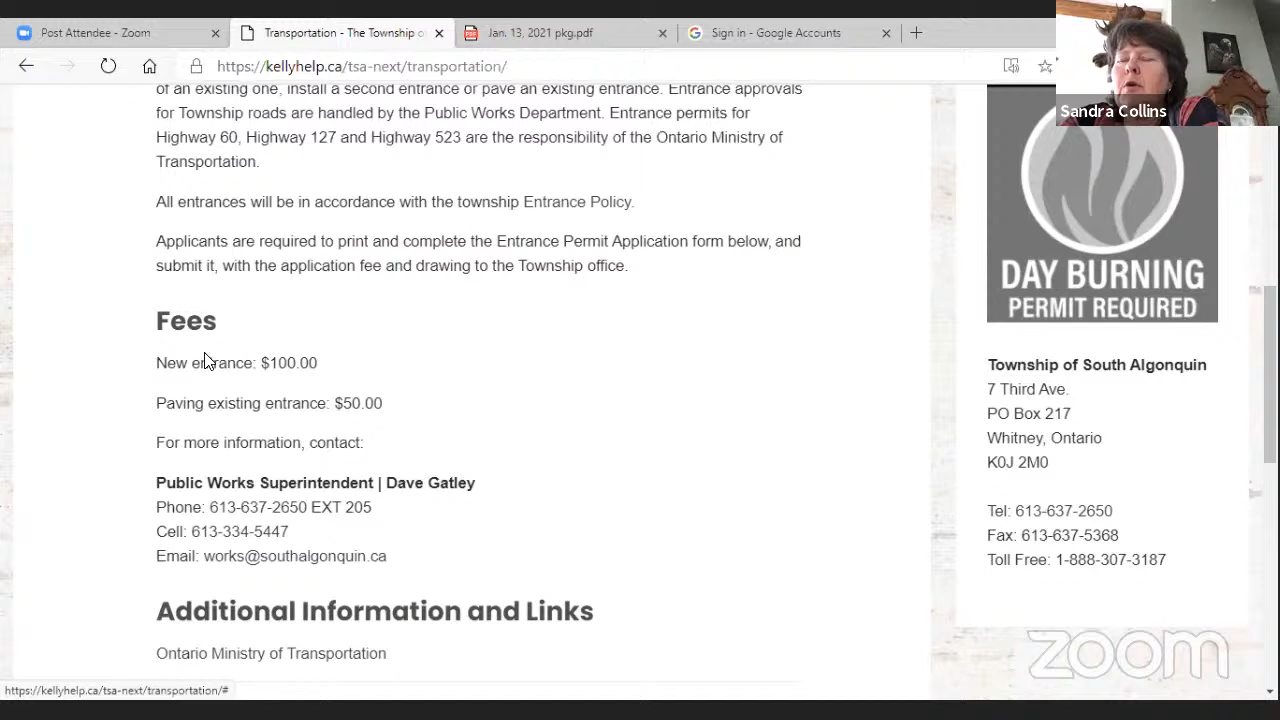 Post Attendee - Zoom
Transportation - The Township o
Jan. 13, 2021 pkg.pdf
Sign in - Google Accounts
https://kellyhelp.ca/tsa-next/transportation/
Sandra Collins
of an existing one, install a second entrance or pave an existing entrance. Entrance approvals
for Township roads are handled by the Public Works Department. Entrance permits for
Highway 60, Highway 127 and Highway 523 are the responsibility of the Ontario Ministry of
Transportation.
All entrances will be in accordance with the township Entrance Policy.
Applicants are required to print and complete the Entrance Permit Application form below, and
submit it, with the application fee and drawing to the Township office.
Fees
New entrance: $100.00
Paving existing entrance: $50.00
For more information, contact:
Public Works Superintendent | Dave Gatley
Phone: 613-637-2650 EXT 205
Cell: 613-334-5447
Email: works@southalgonquin.ca
Additional Information and Links
Ontario Ministry of Transportation
DAY BURNING
PERMIT REQUIRED
Township of South Algonquin
7 Third Ave.
PO Box 217
Whitney, Ontario
K0J 2M0
Tel: 613-637-2650
Fax: 613-637-5368
Toll Free: 1-888-307-3187
zoom
https://kellyhelp.ca/tsa-next/transportation/#